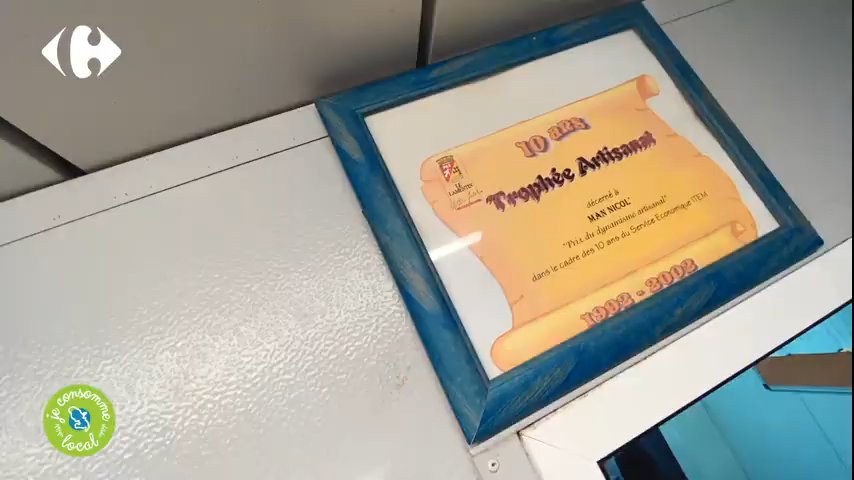 10 ans
Trophée Artisanat
décerné à
MAN NICOL'
"Prix du dynamisme artisanal"
dans le cadre des 10 ans du Service Economique ITEM
1992 - 2002
je consomme
local